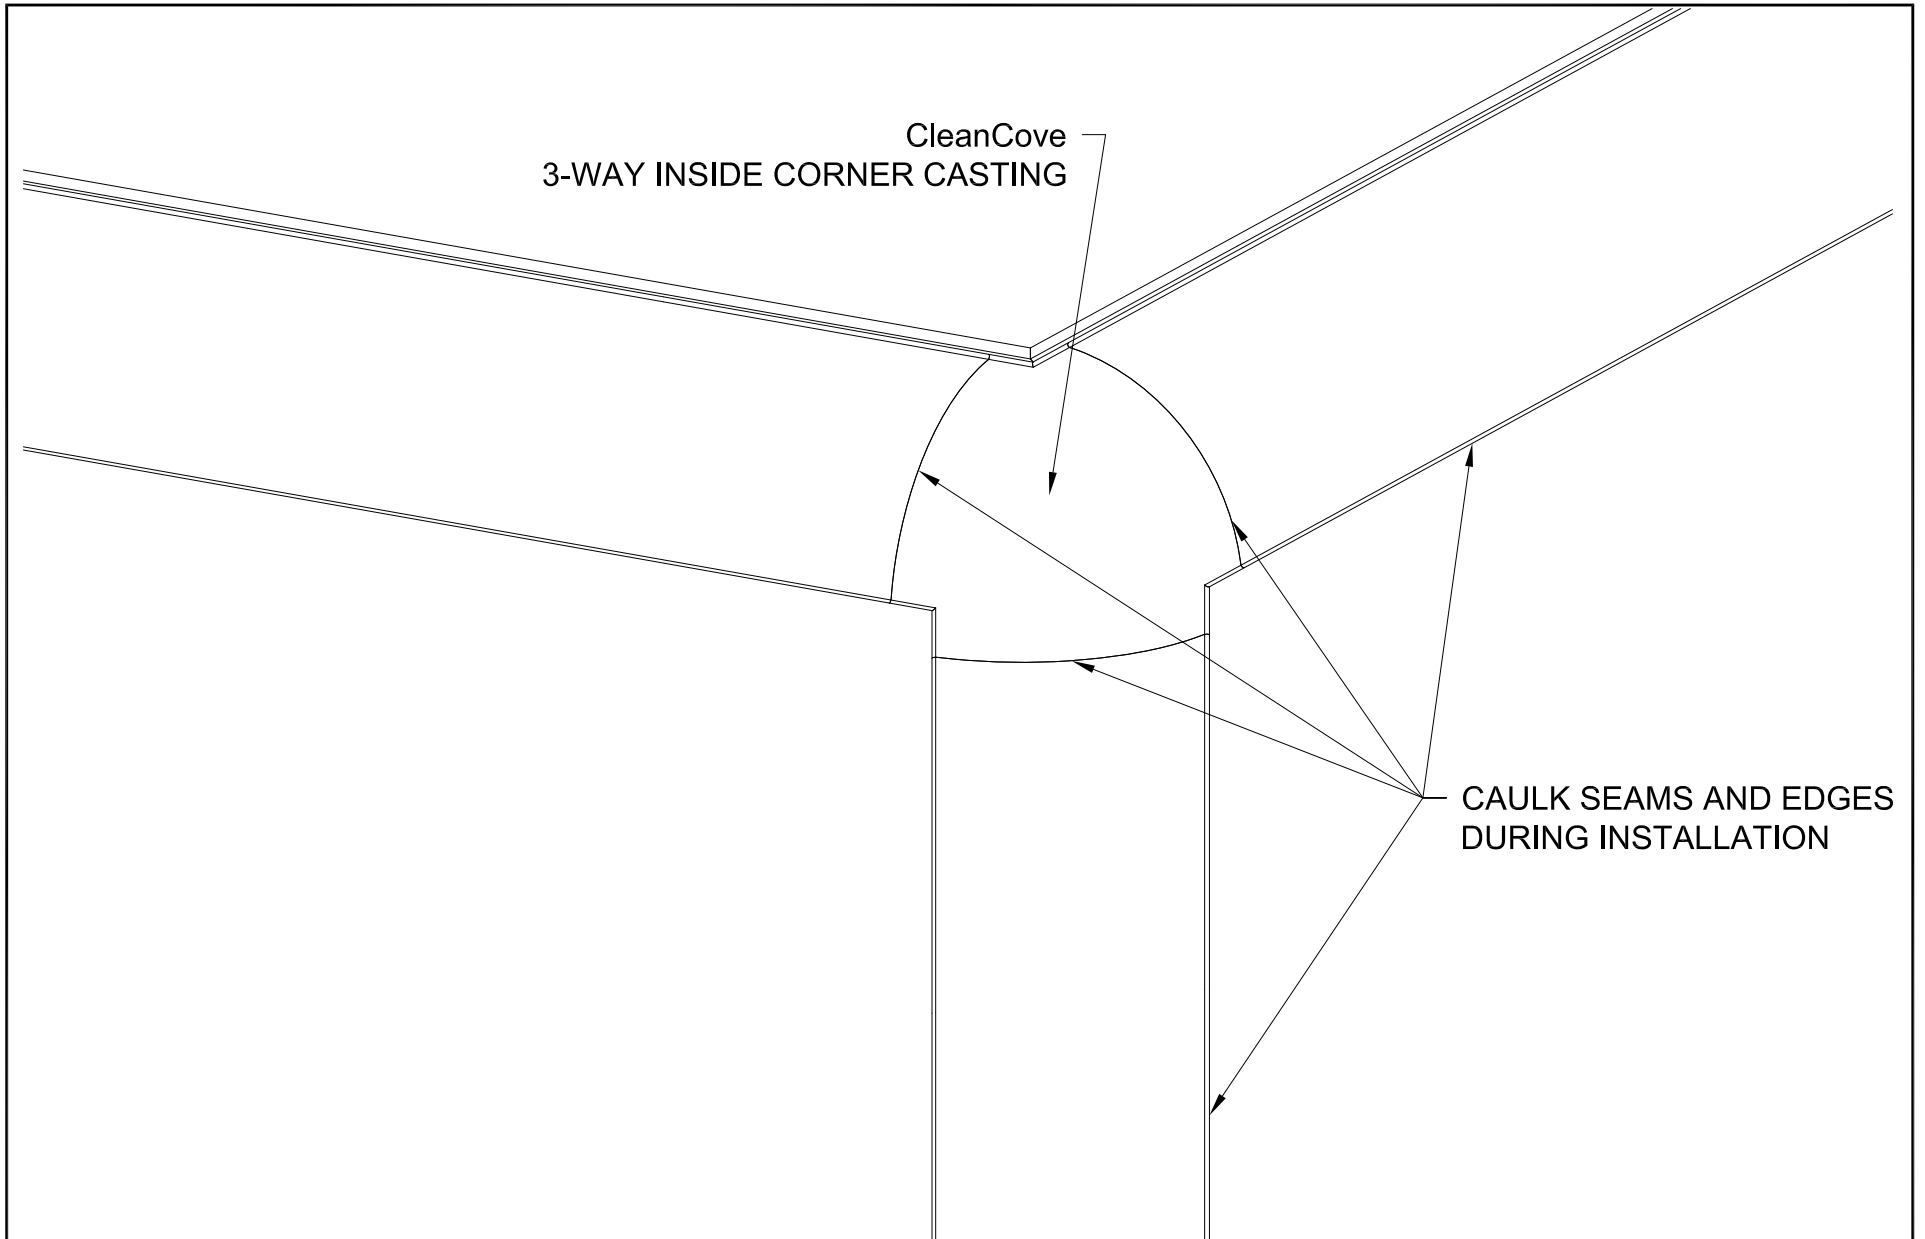 CleanCove
3-WAY INSIDE CORNER CASTING
CAULK SEAMS AND EDGES
DURING INSTALLATION